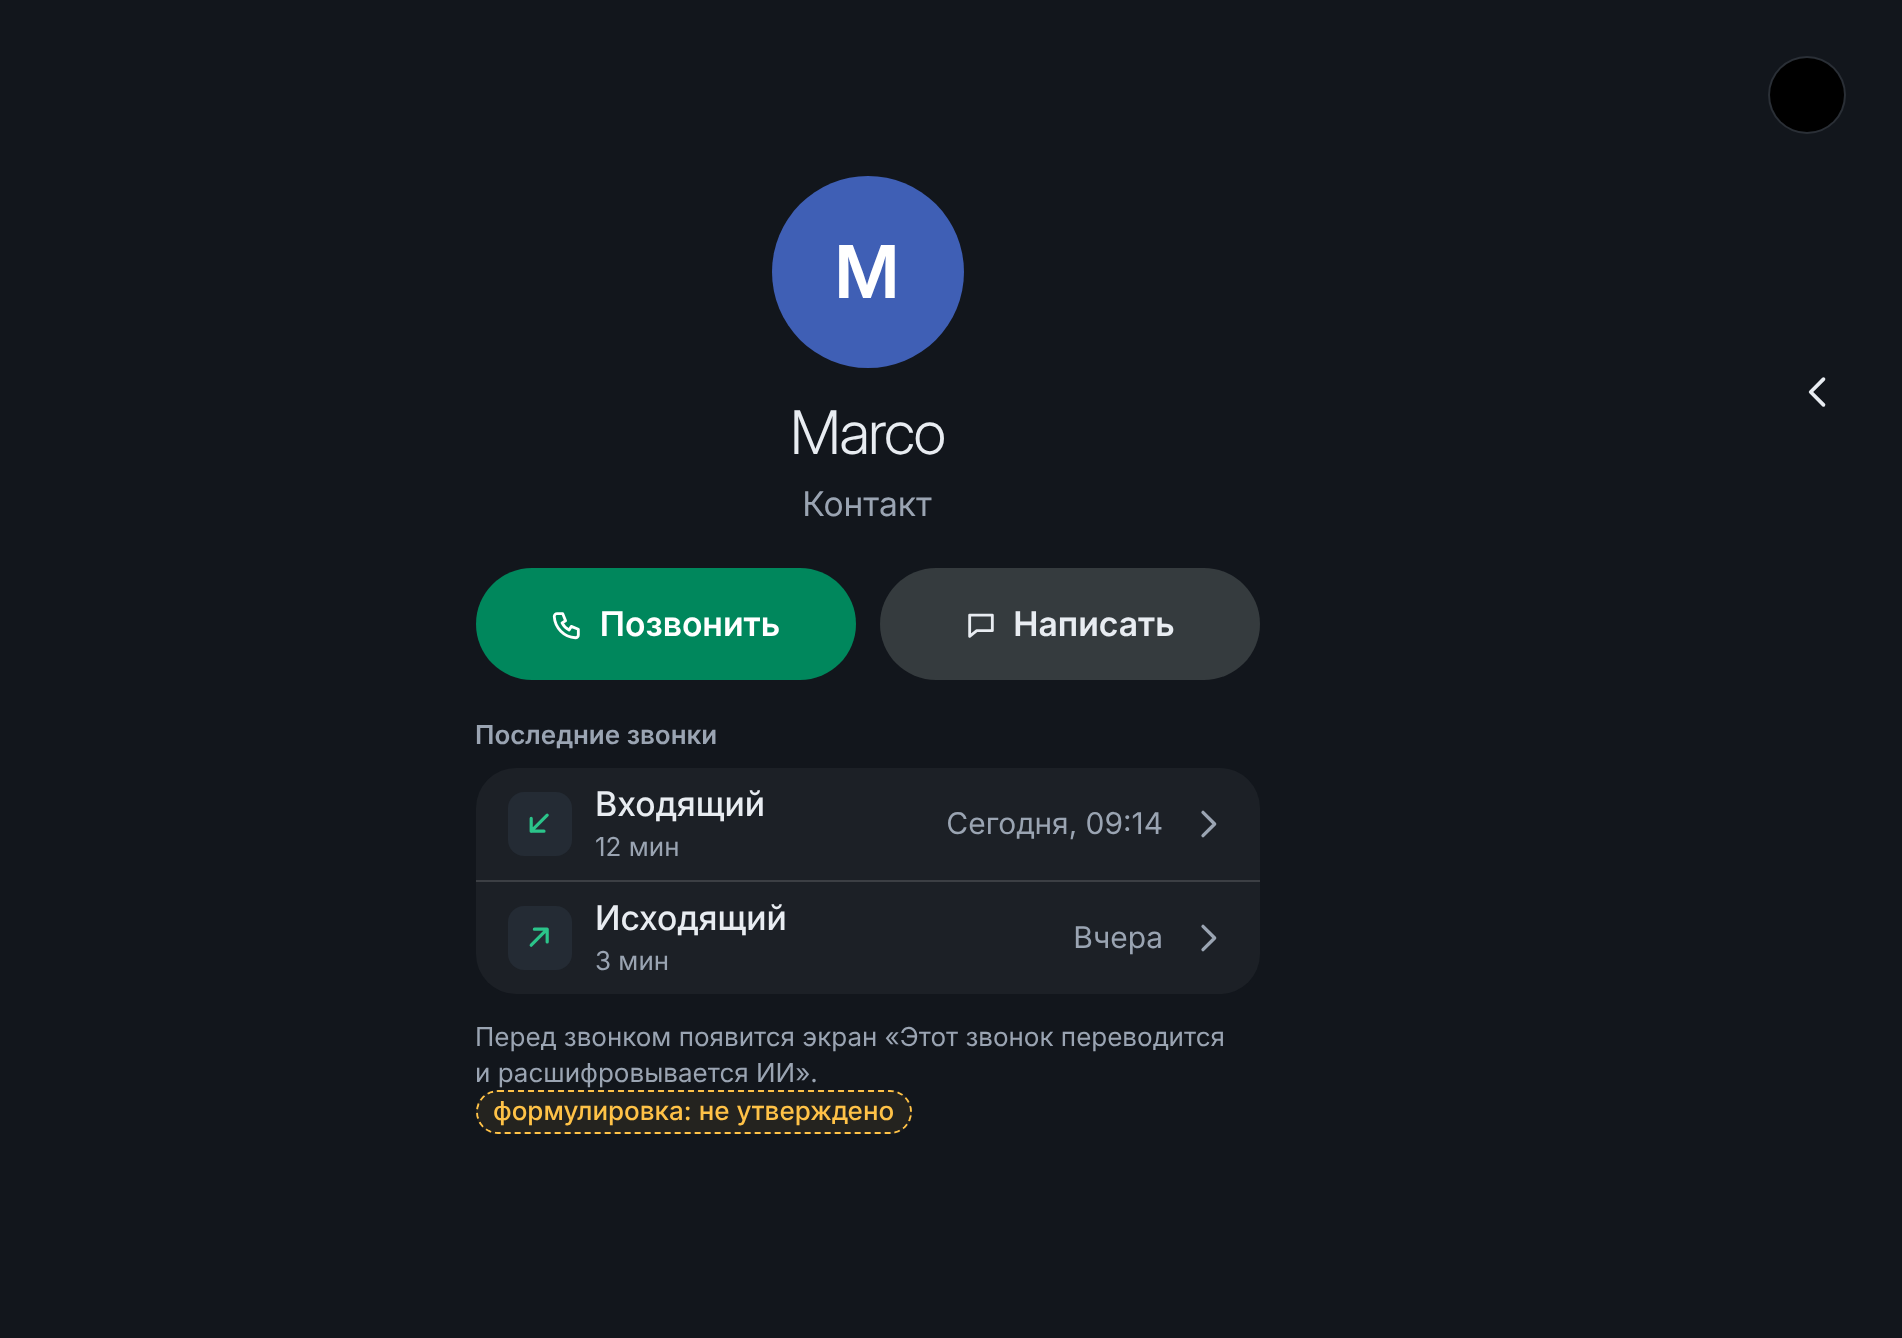 M
Marco
Контакт
Позвонить
Написать
Последние звонки
Входящий
12 мин
Сегодня, 09:14
Исходящий
3 мин
Вчера
Перед звонком появится экран «Этот звонок переводится
и расшифровывается ИИ».
формулировка: не утверждено